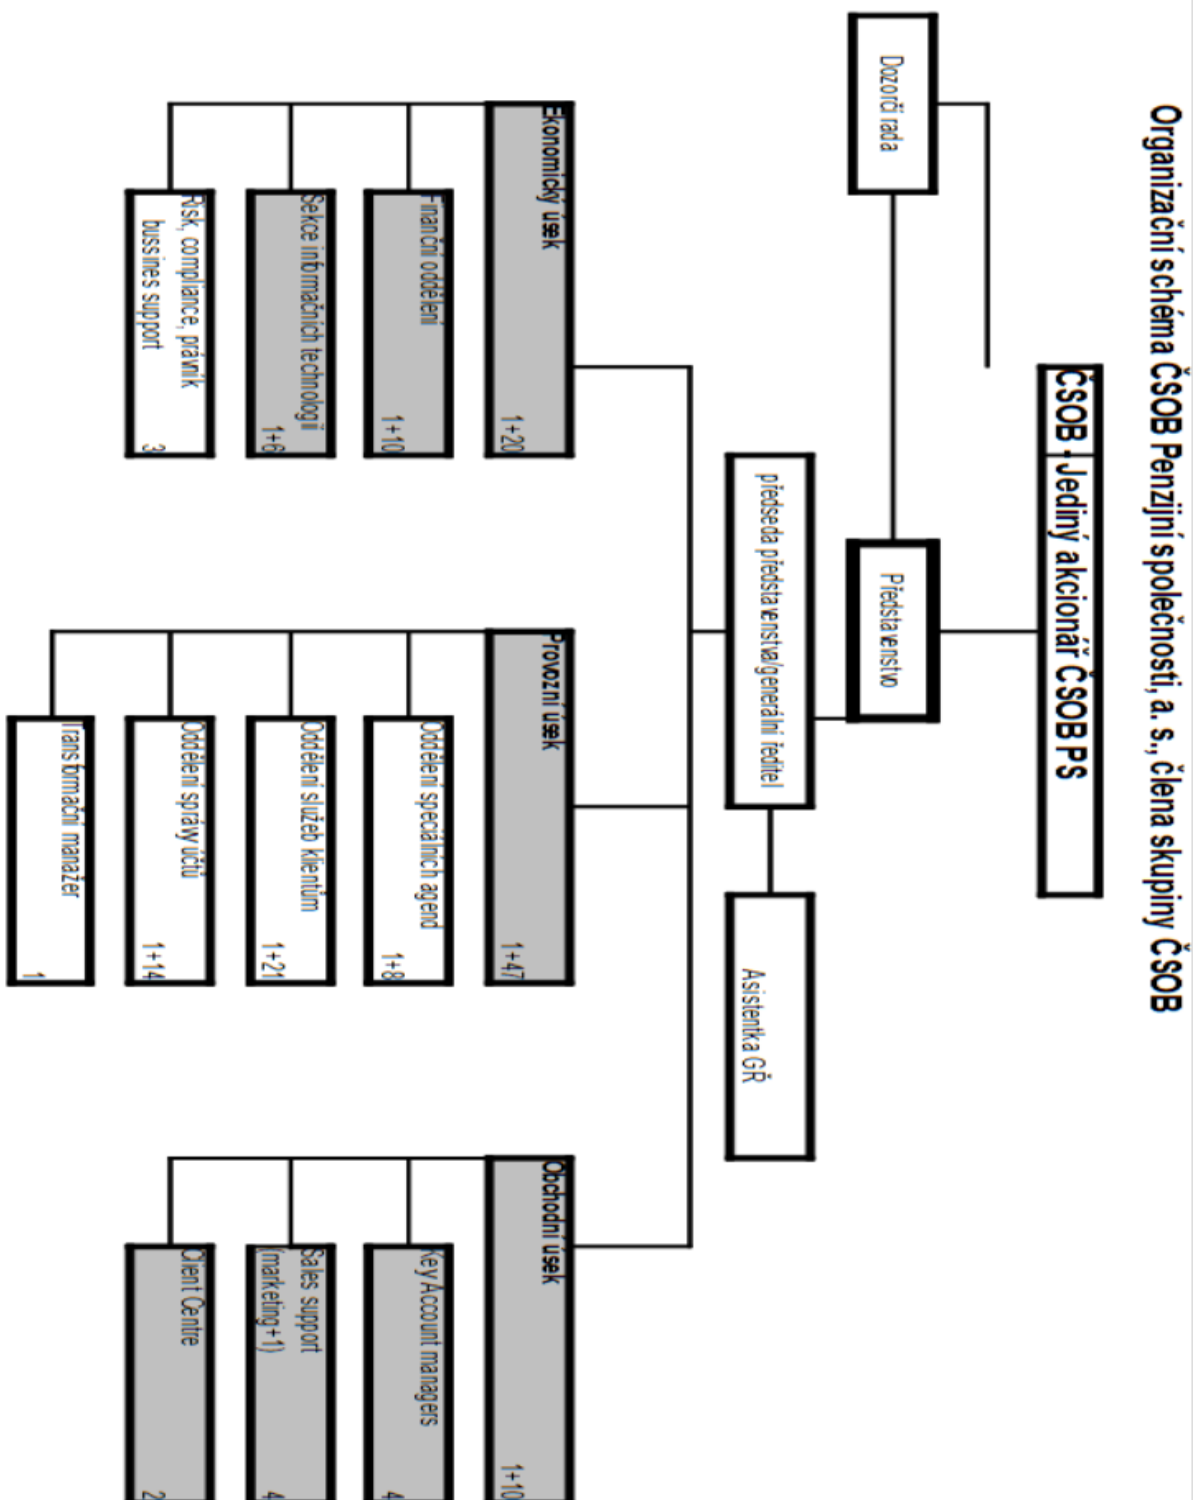 Organizační schéma ČSOB Penzijní společnosti, a. s., člena skupiny ČSOB
ČSOB - Jediný akcionář ČSOB PS
Dozorčí rada
Představenstvo
předseda představenstva/generální ředitel
Asistentka GŘ
Ekonomický úsek
1+20
Finanční oddělení
1+10
Sekce informačních technologií
1+6
Risk, compliance, právník
bussines support
3
Provozní úsek
1+47
Oddělení speciálních agend
1+8
Oddělení služeb klientům
1+21
Oddělení správy účtů
1+14
Transformační manažer
1
Obchodní úsek
1+10
Key Account managers
4
Sales support
(marketing+1)
4
Client Centre
2